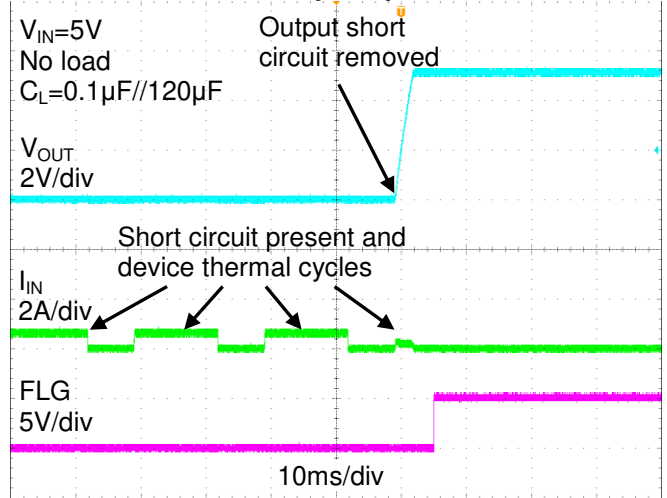 V_IN=5V
No load
C_L=0.1µF//120µF
Output short
circuit removed
V_OUT
2V/div
Short circuit present and
device thermal cycles
I_IN
2A/div
FLG
5V/div
10ms/div